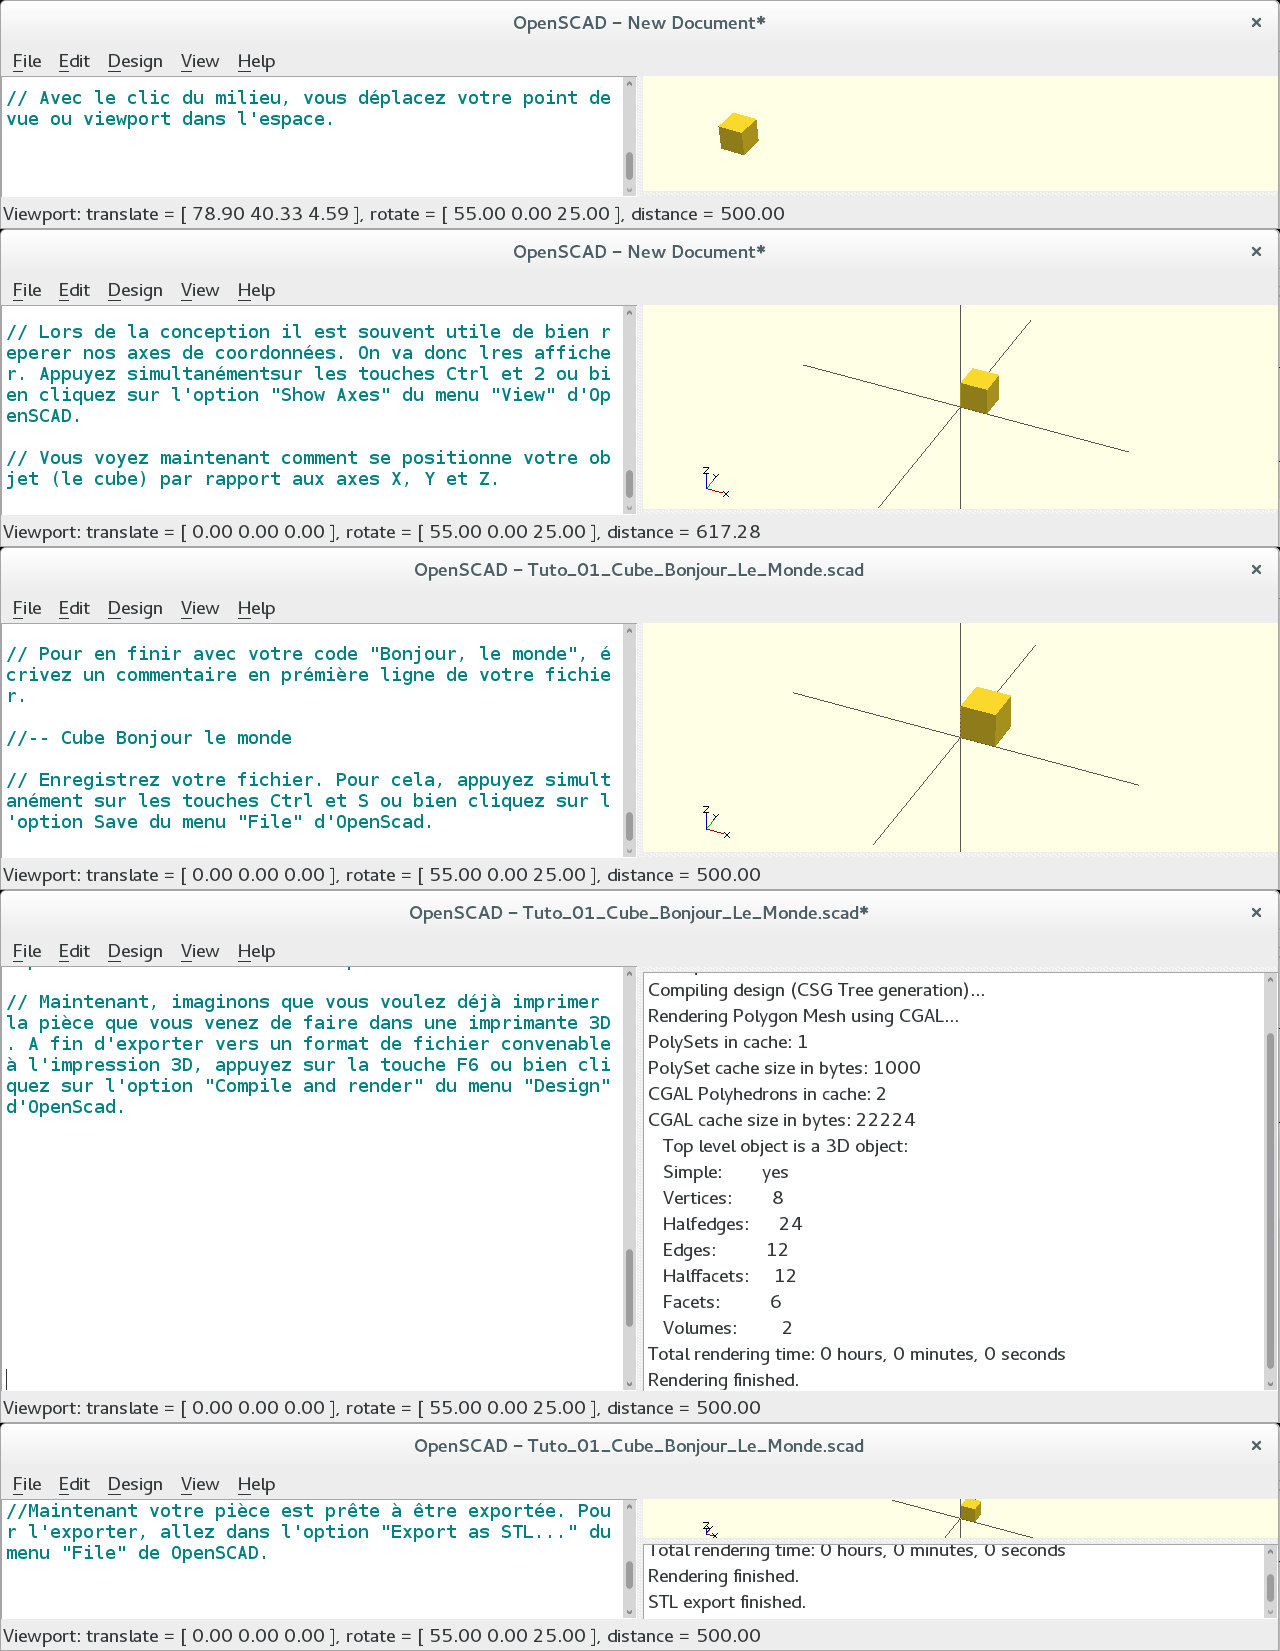 OpenSCAD – New Document*
×
File Edit Design View Help
// Avec le clic du milieu, vous déplacez votre point de
vue ou viewport dans l'espace.
Viewport: translate = [ 78.90 40.33 4.59 ], rotate = [ 55.00 0.00 25.00 ], distance = 500.00
OpenSCAD – New Document*
×
File Edit Design View Help
// Lors de la conception il est souvent utile de bien r
eperer nos axes de coordonnées. On va donc lres affiche
r. Appuyez simultanémentsur les touches Ctrl et 2 ou bi
en cliquez sur l'option "Show Axes" du menu "View" d'Op
enSCAD.
// Vous voyez maintenant comment se positionne votre ob
jet (le cube) par rapport aux axes X, Y et Z.
Z
Y
X
Viewport: translate = [ 0.00 0.00 0.00 ], rotate = [ 55.00 0.00 25.00 ], distance = 617.28
OpenSCAD – Tuto_01_Cube_Bonjour_Le_Monde.scad
×
File Edit Design View Help
// Pour en finir avec votre code "Bonjour, le monde", é
crivez un commentaire en prémière ligne de votre fichie
r.
//-- Cube Bonjour le monde
// Enregistrez votre fichier. Pour cela, appuyez simult
anément sur les touches Ctrl et S ou bien cliquez sur l
'option Save du menu "File" d'OpenScad.
Z
Y
X
Viewport: translate = [ 0.00 0.00 0.00 ], rotate = [ 55.00 0.00 25.00 ], distance = 500.00
OpenSCAD – Tuto_01_Cube_Bonjour_Le_Monde.scad*
×
File Edit Design View Help
// Maintenant, imaginons que vous voulez déjà imprimer
la pièce que vous venez de faire dans une imprimante 3D
. A fin d'exporter vers un format de fichier convenable
à l'impression 3D, appuyez sur la touche F6 ou bien cli
quez sur l'option "Compile and render" du menu "Design"
d'OpenScad.
Compiling design (CSG Tree generation)...
Rendering Polygon Mesh using CGAL...
PolySets in cache: 1
PolySet cache size in bytes: 1000
CGAL Polyhedrons in cache: 2
CGAL cache size in bytes: 22224
Top level object is a 3D object:
Simple: yes
Vertices: 8
Halfedges: 24
Edges: 12
Halffacets: 12
Facets: 6
Volumes: 2
Total rendering time: 0 hours, 0 minutes, 0 seconds
Rendering finished.
Viewport: translate = [ 0.00 0.00 0.00 ], rotate = [ 55.00 0.00 25.00 ], distance = 500.00
OpenSCAD – Tuto_01_Cube_Bonjour_Le_Monde.scad
×
File Edit Design View Help
//Maintenant votre pièce est prête à être exportée. Pou
r l'exporter, allez dans l'option "Export as STL..." du
menu "File" de OpenSCAD.
Z
X
Total rendering time: 0 hours, 0 minutes, 0 seconds
Rendering finished.
STL export finished.
Viewport: translate = [ 0.00 0.00 0.00 ], rotate = [ 55.00 0.00 25.00 ], distance = 500.00